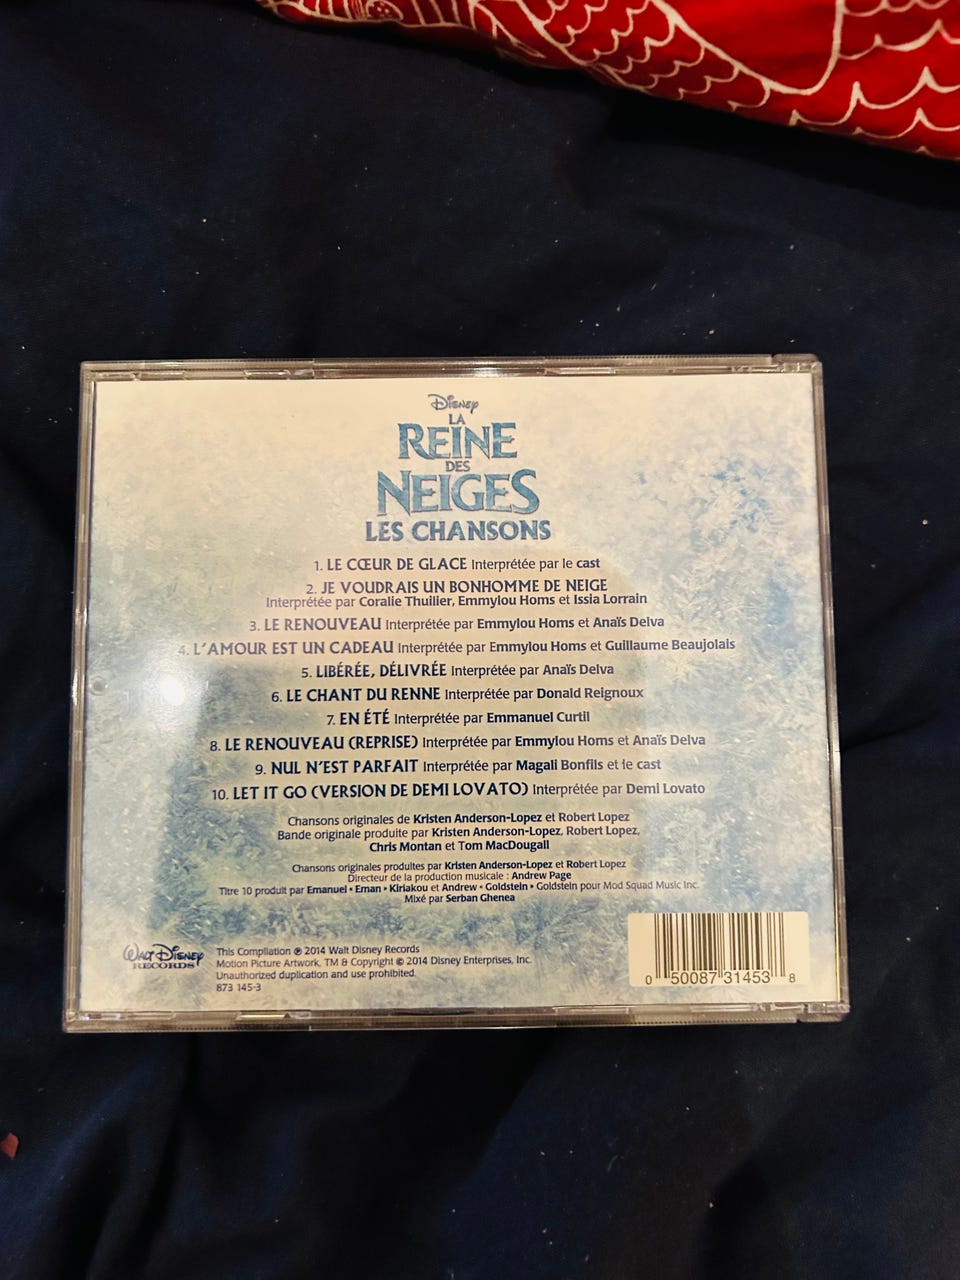 Disney
LA
REINE
DES
NEIGES
LES CHANSONS
1. LE CŒUR DE GLACE Interprétée par le cast
2. JE VOUDRAIS UN BONHOMME DE NEIGE
Interprétée par Coralie Thuilier, Emmylou Homs et Issia Lorrain
3. LE RENOUVEAU Interprétée par Emmylou Homs et Anaïs Delva
4. L'AMOUR EST UN CADEAU Interprétée par Emmylou Homs et Guillaume Beaujolais
5. LIBÉRÉE, DÉLIVRÉE Interprétée par Anaïs Delva
6. LE CHANT DU RENNE Interprétée par Donald Reignoux
7. EN ÉTÉ Interprétée par Emmanuel Curtil
8. LE RENOUVEAU (REPRISE) Interprétée par Emmylou Homs et Anaïs Delva
9. NUL N'EST PARFAIT Interprétée par Magali Bonfils et le cast
10. LET IT GO (VERSION DE DEMI LOVATO) Interprétée par Demi Lovato
Chansons originales de Kristen Anderson-Lopez et Robert Lopez
Bande originale produite par Kristen Anderson-Lopez, Robert Lopez,
Chris Montan et Tom MacDougall
Chansons originales produites par Kristen Anderson-Lopez et Robert Lopez
Directeur de la production musicale : Andrew Page
Titre 10 produit par Emanuel • Eman • Kiriakou et Andrew • Goldstein • Goldstein pour Mod Squad Music Inc.
Mixé par Serban Ghenea
WALT DISNEY
RECORDS
This Compilation ℗ 2014 Walt Disney Records
Motion Picture Artwork, TM & Copyright © 2014 Disney Enterprises, Inc.
Unauthorized duplication and use prohibited.
873 145-3
0 50087 31453 8